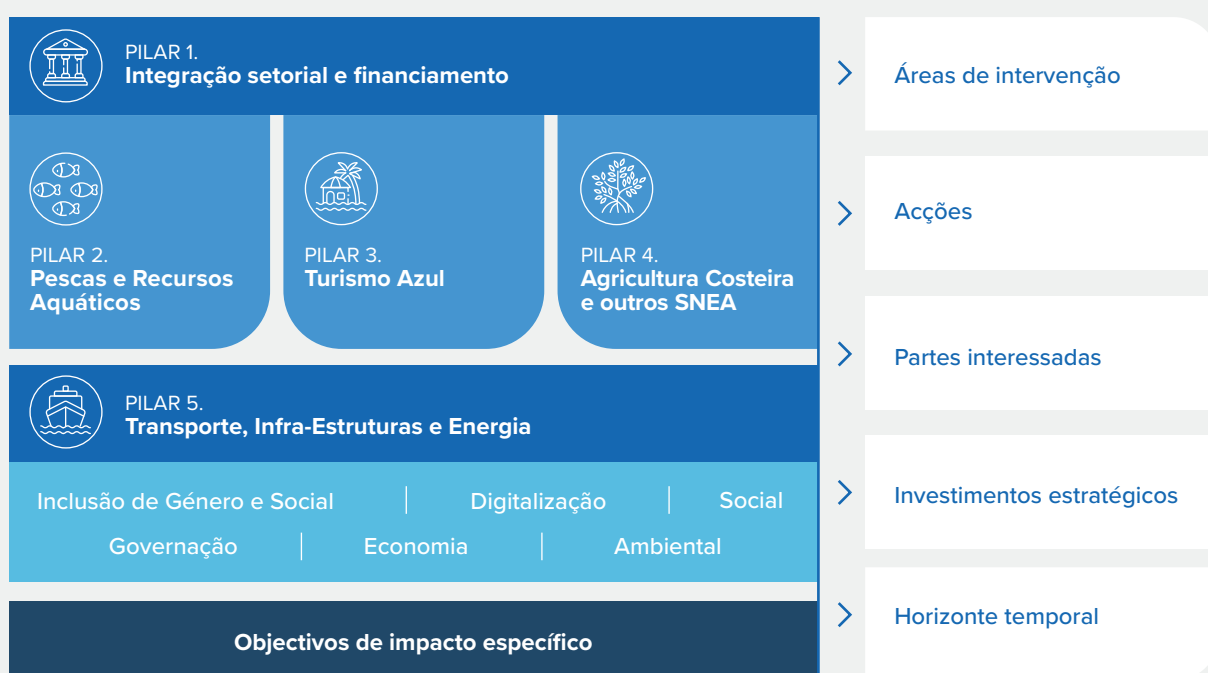 PILAR 1.
Integração setorial e financiamento
PILAR 2.
Pescas e Recursos
Aquáticos
PILAR 3.
Turismo Azul
PILAR 4.
Agricultura Costeira
e outros SNEA
PILAR 5.
Transporte, Infra-Estruturas e Energia
Inclusão de Género e Social
Digitalização
Social
Governação
Economia
Ambiental
Objectivos de impacto específico
Áreas de intervenção
Acções
Partes interessadas
Investimentos estratégicos
Horizonte temporal